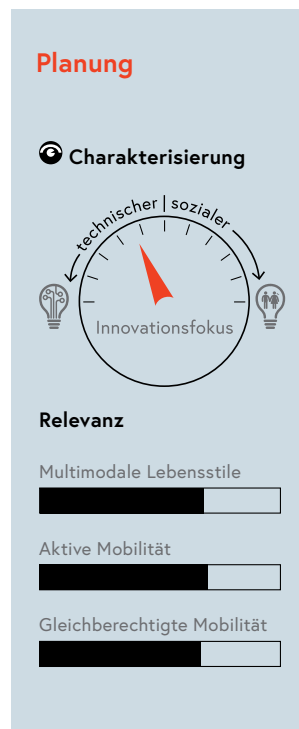 Planung
Charakterisierung
technischer | sozialer
Innovationsfokus
Relevanz
Multimodale Lebensstile
Aktive Mobilität
Gleichberechtigte Mobilität